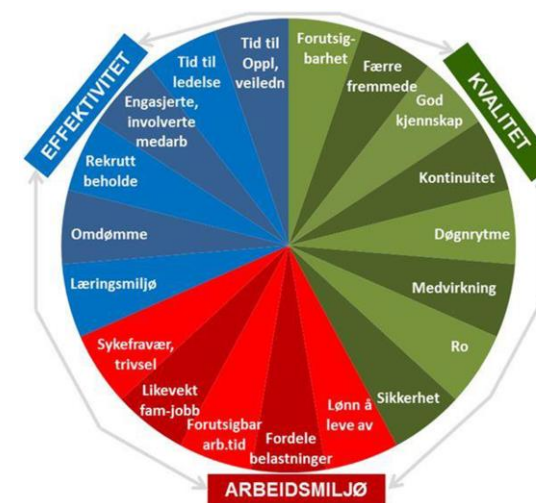 EFFEKTIVITET
KVALITET
Forutsig-
barhet
Færre
fremmede
God
kjennskap
Kontinuitet
Døgnrytme
Medvirkning
Ro
Sikkerhet
Lønn å
leve av
Fordele
belastninger
Forutsigbar
arb.tid
Likevekt
fam-jobb
Sykefravær,
trivsel
Læringsmiljø
Omdømme
Rekrutt
beholde
Engasjerte,
involverte
medarb
Tid til
ledelse
Tid til
Oppl,
veiledn
ARBEIDSMILJØ